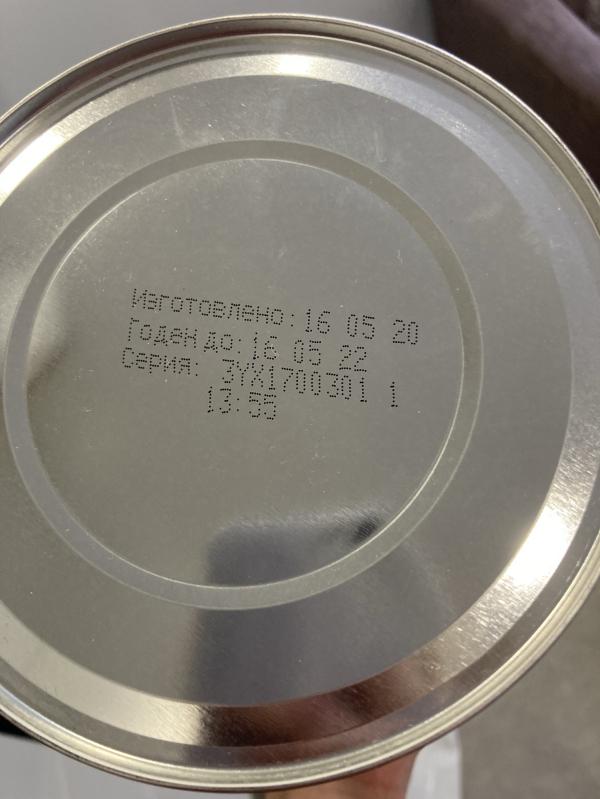 Изготовлено: 16 05 20
Годен до: 16 05 22
Серия: 3YX1700301 1
13:55